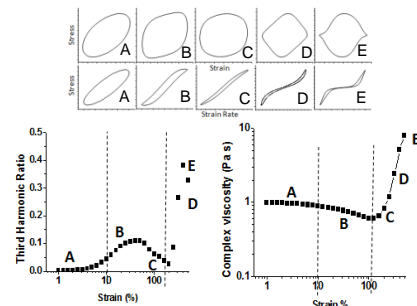 Stress
A B C D E
Strain
Stress
A B C D E
Strain Rate
Third Harmonic Ratio
0.5
0.4
0.3
0.2
0.1
0.0
A
B
C
D
E
1 10 100
Strain (%)
Complex viscosity (Pa s)
10
1
0.1
A
B
C
D
E
1 10 100
Strain %